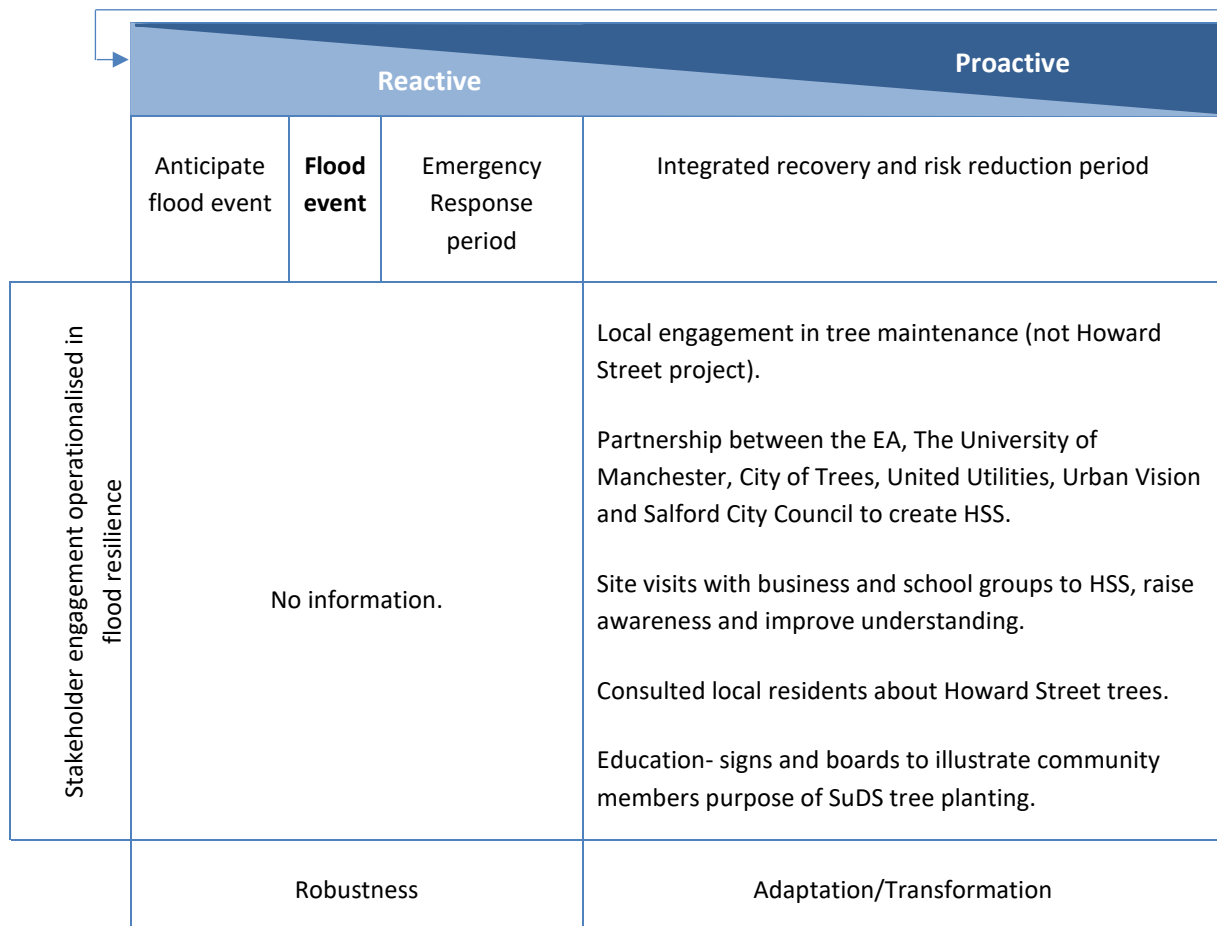 Proactive
Reactive
Anticipate
flood event
Flood
event
Emergency
Response
period
Integrated recovery and risk reduction period
Stakeholder engagement operationalised in
flood resilience
No information.
Local engagement in tree maintenance (not Howard
Street project).
Partnership between the EA, The University of
Manchester, City of Trees, United Utilities, Urban Vision
and Salford City Council to create HSS.
Site visits with business and school groups to HSS, raise
awareness and improve understanding.
Consulted local residents about Howard Street trees.
Education- signs and boards to illustrate community
members purpose of SuDS tree planting.
Robustness
Adaptation/Transformation